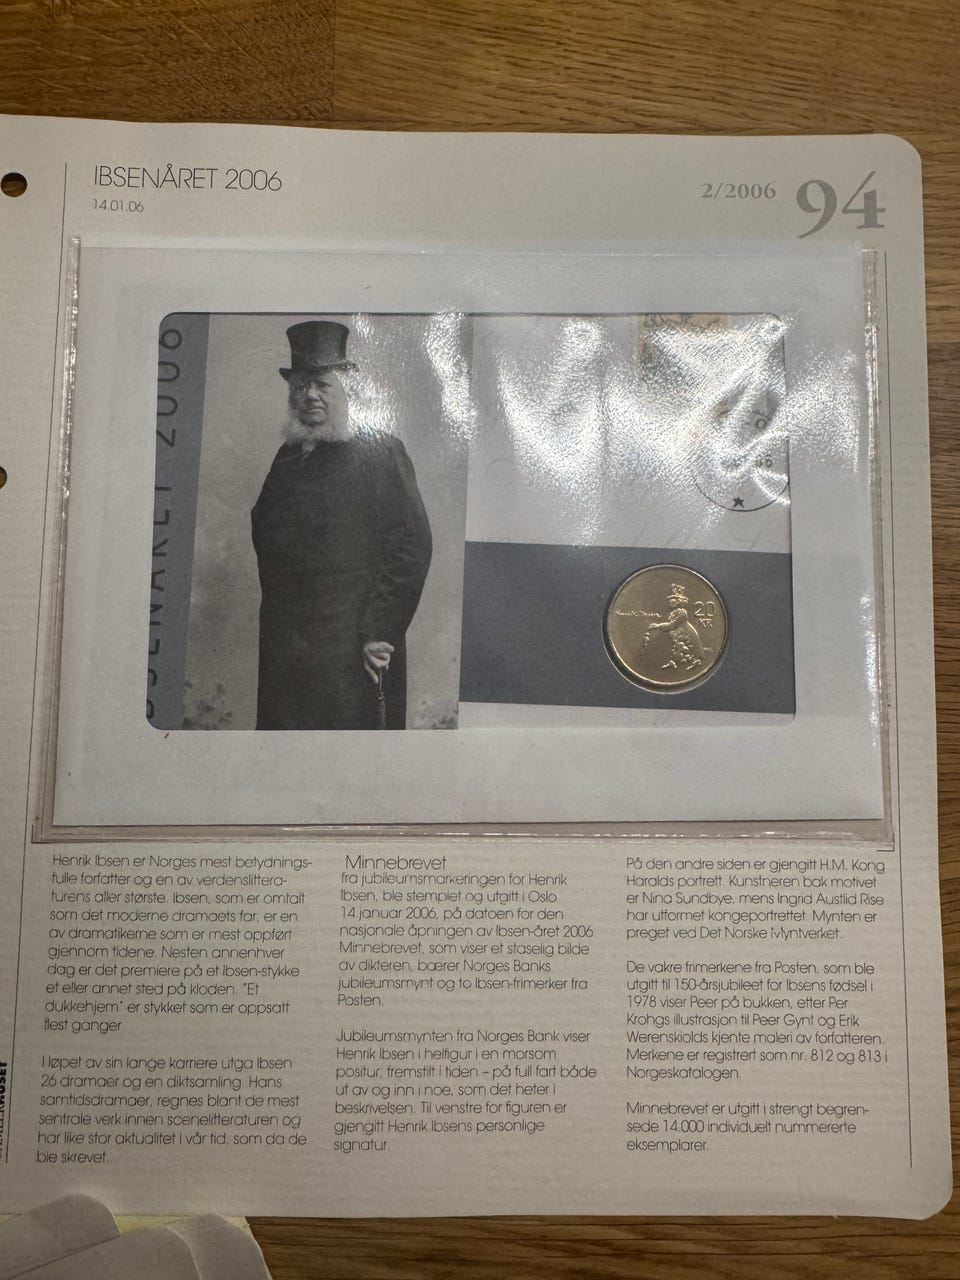 IBSENÅRET 2006
14.01.06
2/2006 94
SENÅRET 2006
20
KR
Henrik Ibsen er Norges mest betydnings-
fulle forfatter og en av verdenslittera-
turens aller største. Ibsen, som er omtalt
som det moderne dramaets far, er en
av dramatikerne som er mest oppført
gjennom tidene. Nesten annenhver
dag er det premiere på et Ibsen-stykke
et eller annet sted på kloden. "Et
dukkehjem" er stykket som er oppsatt
flest ganger
I løpet av sin lange karriere utga Ibsen
26 dramaer og en diktsamling. Hans
samtidsdramaer, regnes blant de mest
sentrale verk innen scenelitteraturen og
har like stor aktualitet i vår tid, som da de
ble skrevet.
Minnebrevet
fra jubileumsmarkeringen for Henrik
Ibsen, ble stemplet og utgitt i Oslo
14.januar 2006, på datoen for den
nasjonale åpningen av Ibsen-året 2006.
Minnebrevet, som viser et staselig bilde
av dikteren, bærer Norges Banks
jubileumsmynt og to Ibsen-frimerker fra
Posten.
Jubileumsmynten fra Norges Bank viser
Henrik Ibsen i helfigur i en morsom
positur; fremstilt i tiden – på full fart både
ut av og inn i noe, som det heter i
beskrivelsen. Til venstre for figuren er
gjengitt Henrik Ibsens personlige
signatur.
På den andre siden er gjengitt H.M. Kong
Haralds portrett. Kunstneren bak motivet
er Nina Sundbye, mens Ingrid Austlid Rise
har utformet kongeportrettet. Mynten er
preget ved Det Norske Myntverket.
De vakre frimerkene fra Posten, som ble
utgitt til 150-årsjubileet for Ibsens fødsel i
1978 viser Peer på bukken, etter Per
Krohgs illustrasjon til Peer Gynt og Erik
Werenskiolds kjente maleri av forfatteren.
Merkene er registrert som nr. 812 og 813 i
Norgeskatalogen.
Minnebrevet er utgitt i strengt begren-
sede 14.000 individuelt nummererte
eksemplarer.